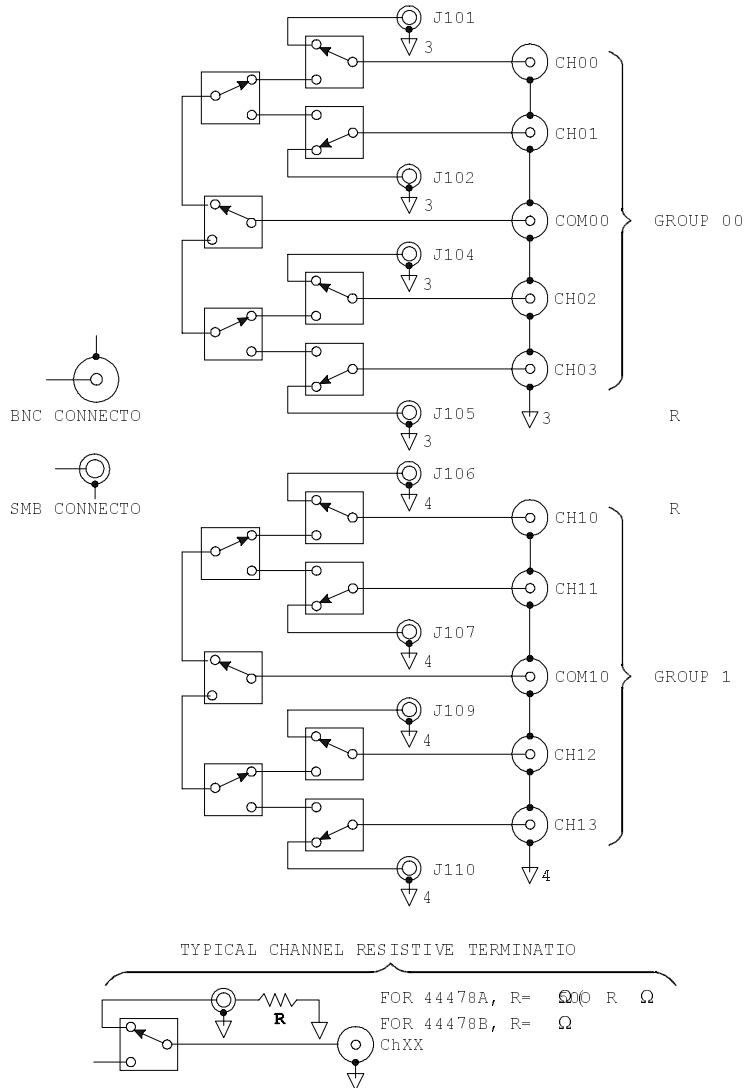 J101
3
CH00
CH01
J102
3
COM00
GROUP 00
J104
3
CH02
CH03
BNC CONNECTO
J105
3
3
R
J106
4
SMB CONNECTO
CH10
R
CH11
J107
4
COM10
GROUP 1
J109
4
CH12
CH13
J110
4
4
TYPICAL CHANNEL RESISTIVE TERMINATIO
FOR 44478A, R= Ω R Ω
R
FOR 44478B, R= Ω
ChXX